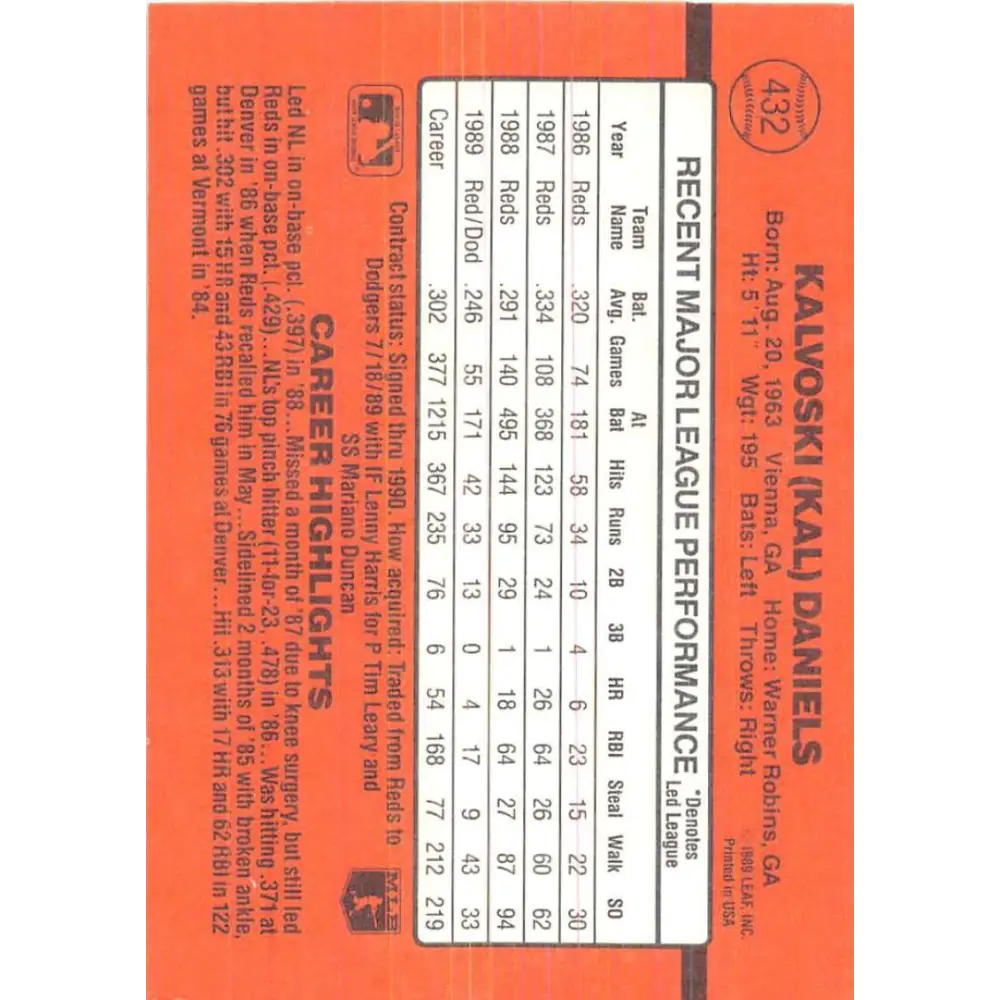 432
KALVOSKI (KAL) DANIELS
Born: Aug. 20, 1963 Vienna, GA Home: Warner Robins, GA
Ht: 5'11" Wgt: 195 Bats: Left Throws: Right
© 1989 LEAF, INC.
Printed in USA
RECENT MAJOR LEAGUE PERFORMANCE
*Denotes
Led League
Year Team Name Bat. Avg. Games At Bat Hits Runs 2B 3B HR RBI Steal Walk SO
1986 Reds .320 74 181 58 34 10 4 6 23 15 22 30
1987 Reds .334 108 368 123 73 24 1 26 64 26 60 62
1988 Reds .291 140 495 144 95 29 1 18 64 27 87 94
1989 Red/Dod .246 55 171 42 33 13 0 4 17 9 43 33
Career .302 377 1215 367 235 76 6 54 168 77 212 219
Contract status: Signed thru 1990. How acquired: Traded from Reds to
Dodgers 7/18/89 with IF Lenny Harris for P Tim Leary and
SS Mariano Duncan
MLB
CAREER HIGHLIGHTS
Led NL in on-base pct. (.397) in '88...Missed a month of '87 due to knee surgery, but still led
Reds in on-base pct. (.429)...NL's top pinch hitter (11-for-23, .478) in '86...Was hitting .371 at
Denver in '86 when Reds recalled him in May...Sidelined 2 months of '85 with broken ankle,
but hit .302 with 15 HR and 43 RBI in 76 games at Denver...Hit .313 with 17 HR and 62 RBI in 122
games at Vermont in '84.